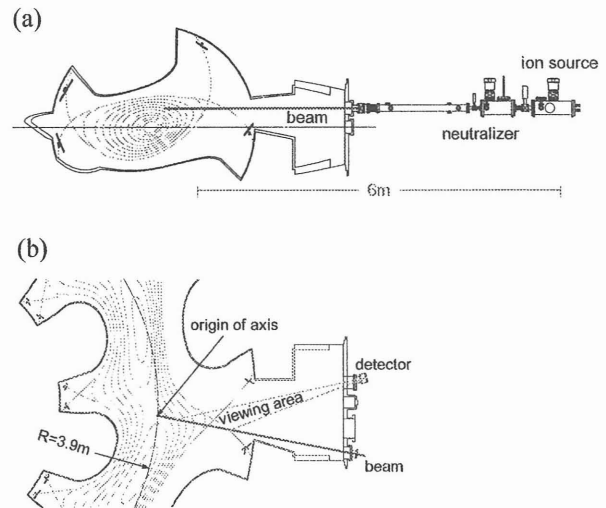 (a)
ion source
beam
neutralizer
6m
(b)
origin of axis
detector
viewing area
R=3.9m
beam